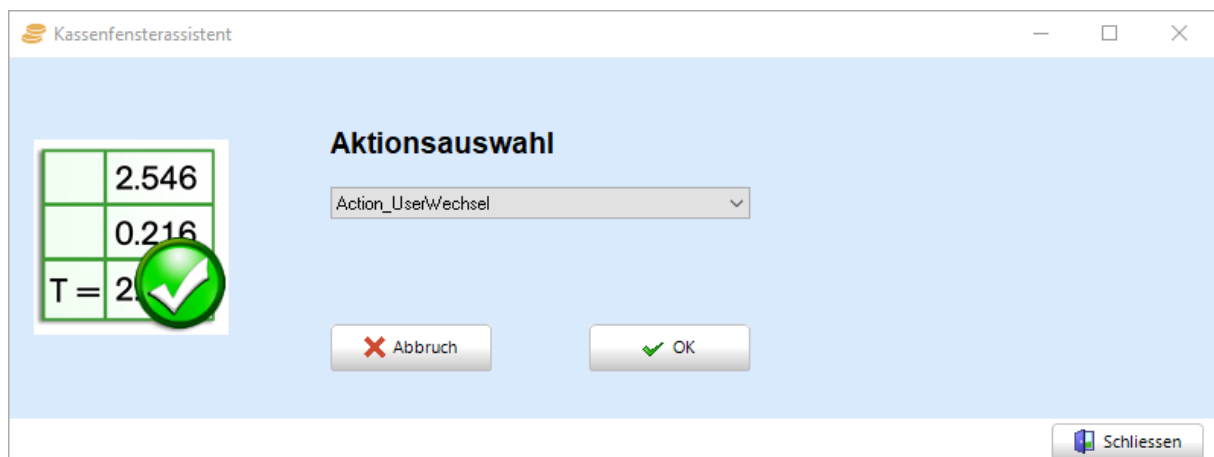 Kassenfensterassistent
Aktionsauswahl
2.546
0.216
T = 2.
Action_UserWechsel
Abbruch
OK
Schliessen